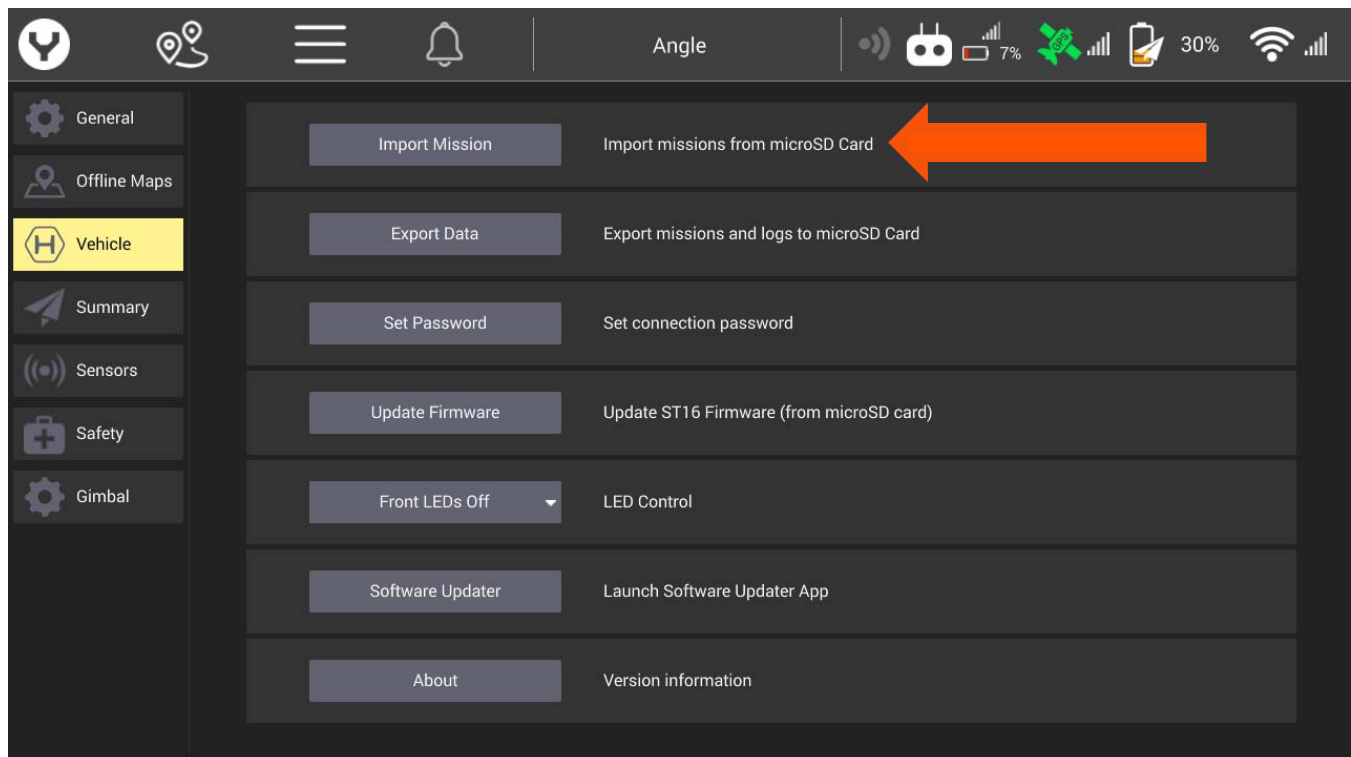 Angle
7%
30%
General
Offline Maps
Vehicle
Summary
Sensors
Safety
Gimbal
Import Mission
Import missions from microSD Card
Export Data
Export missions and logs to microSD Card
Set Password
Set connection password
Update Firmware
Update ST16 Firmware (from microSD card)
Front LEDs Off
LED Control
Software Updater
Launch Software Updater App
About
Version information